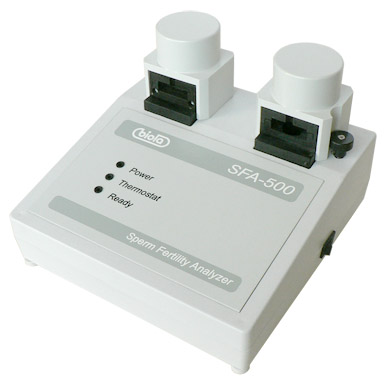 biola
SFA-500
Power
Thermostat
Ready
Sperm Fertility Analyzer